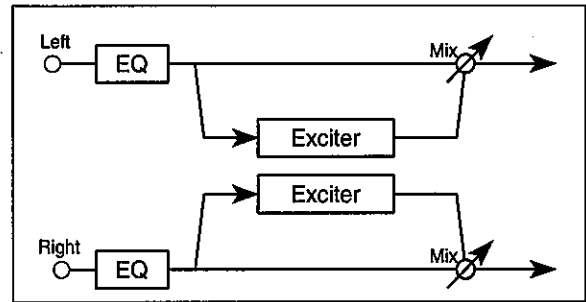 Left
EQ
Mix
Exciter
Exciter
Right
EQ
Mix